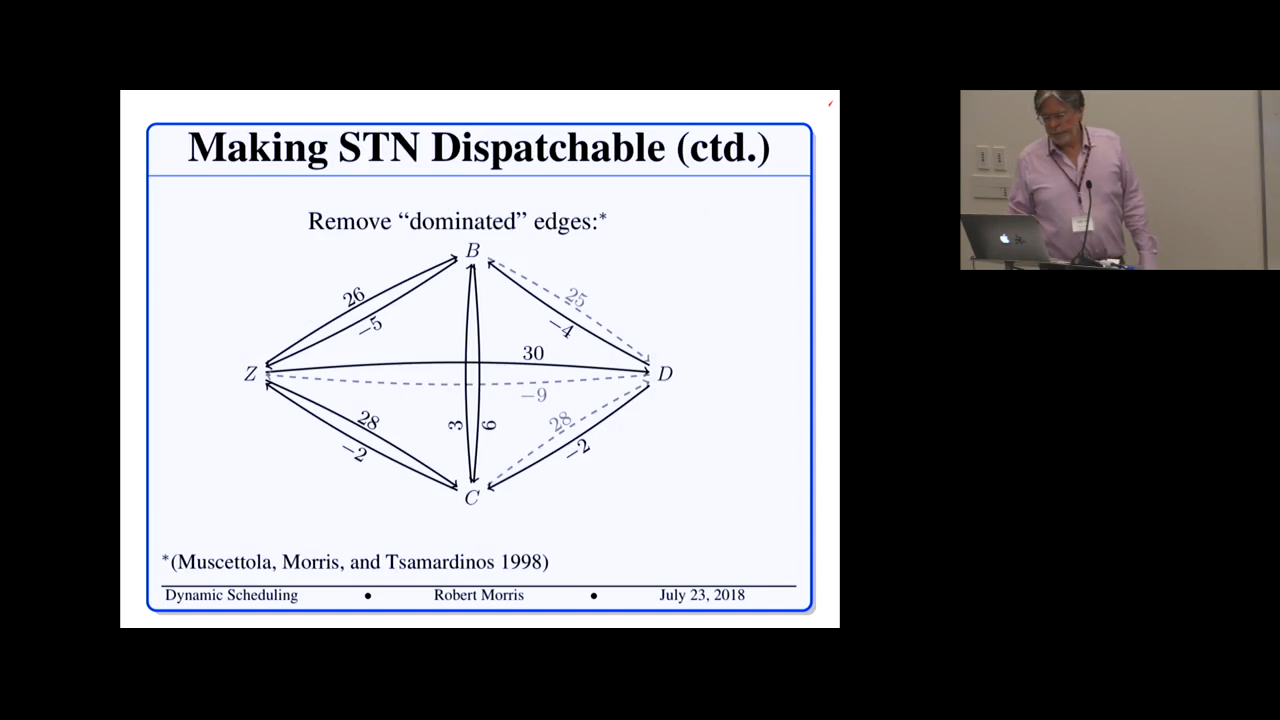 Making STN Dispatchable (ctd.)
Remove “dominated” edges:*
B
26
25
−5
−4
30
Z
D
−9
28
3
6
28
−2
−2
C
*(Muscettola, Morris, and Tsamardinos 1998)
Dynamic Scheduling • Robert Morris • July 23, 2018